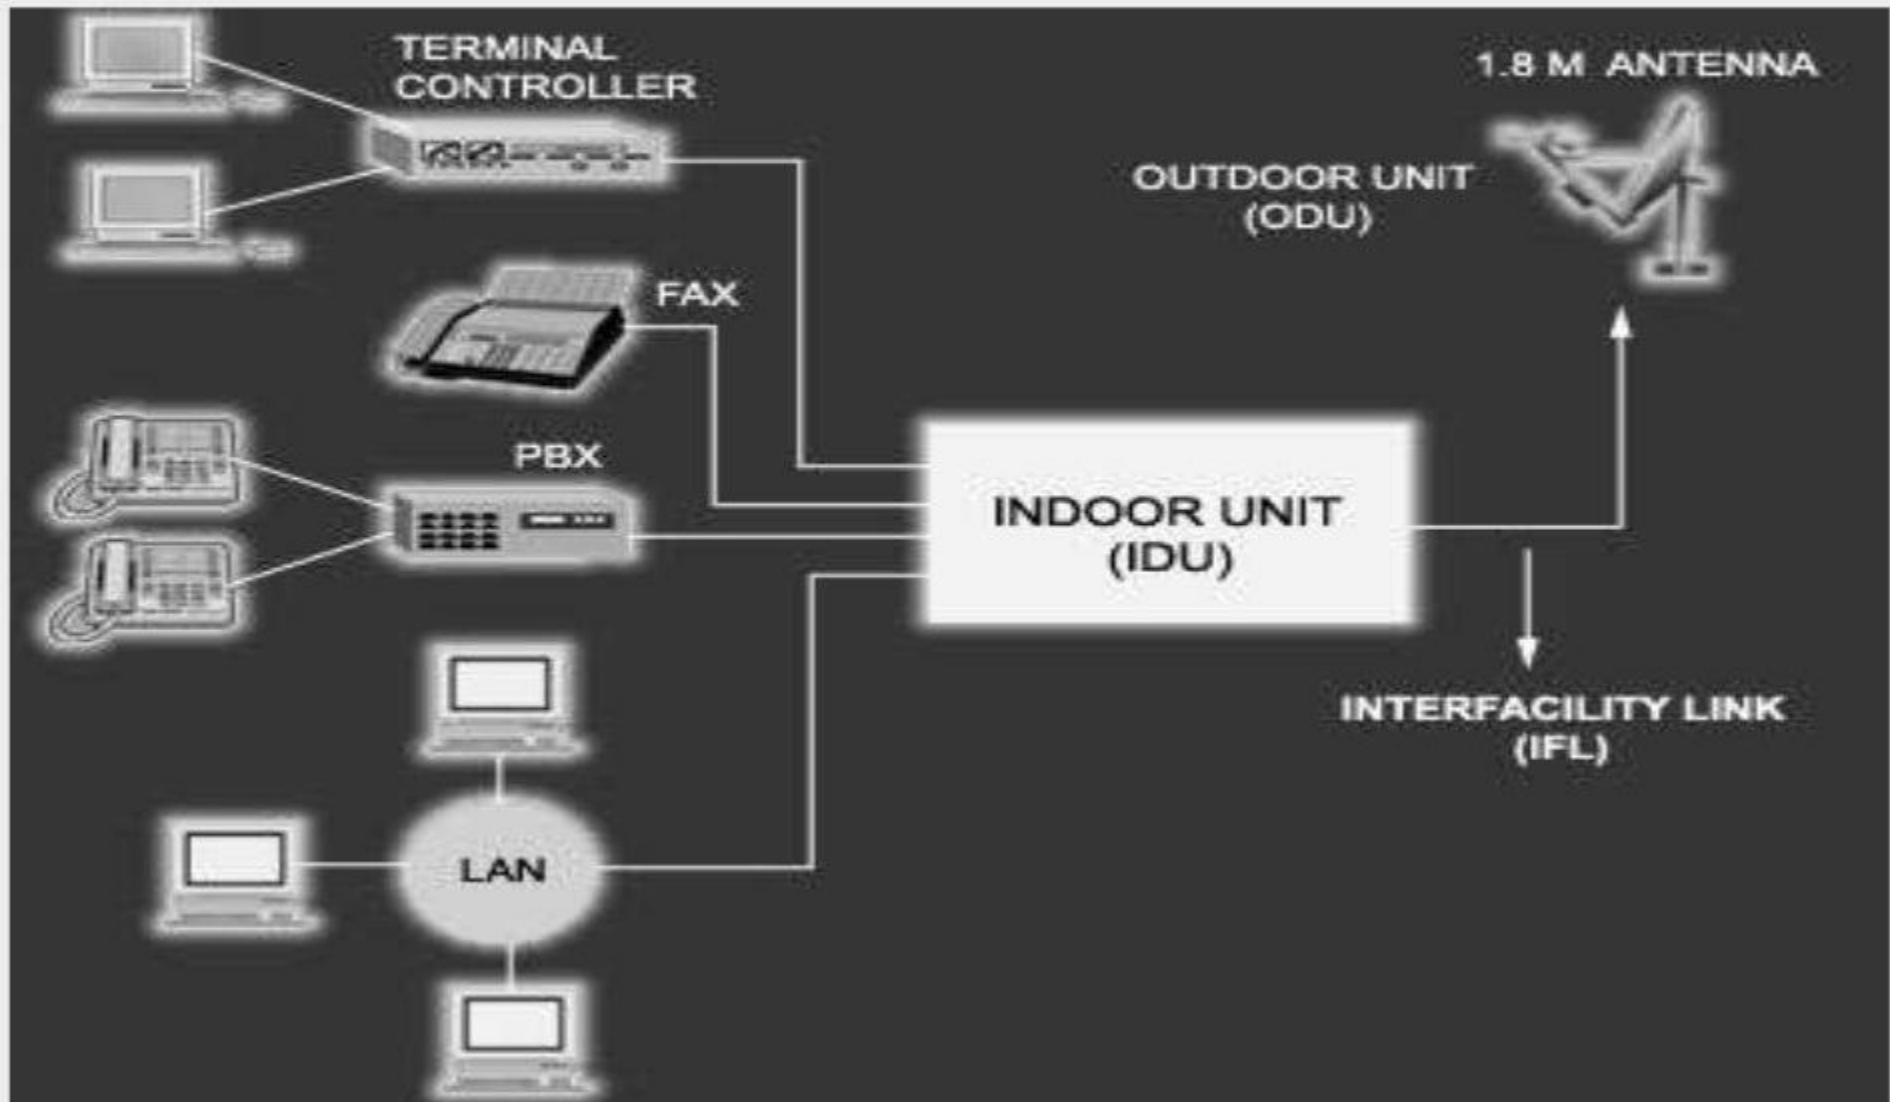 TERMINAL
CONTROLLER
1.8 M ANTENNA
OUTDOOR UNIT
(ODU)
FAX
PBX
INDOOR UNIT
(IDU)
INTERFACILITY LINK
(IFL)
LAN